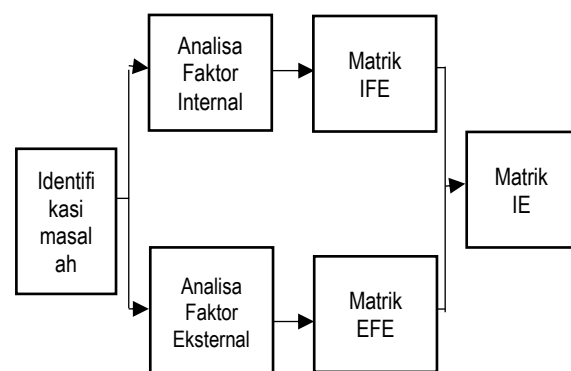 Identifi
kasi
masal
ah
Analisa
Faktor
Internal
Matrik
IFE
Analisa
Faktor
Eksternal
Matrik
EFE
Matrik
IE